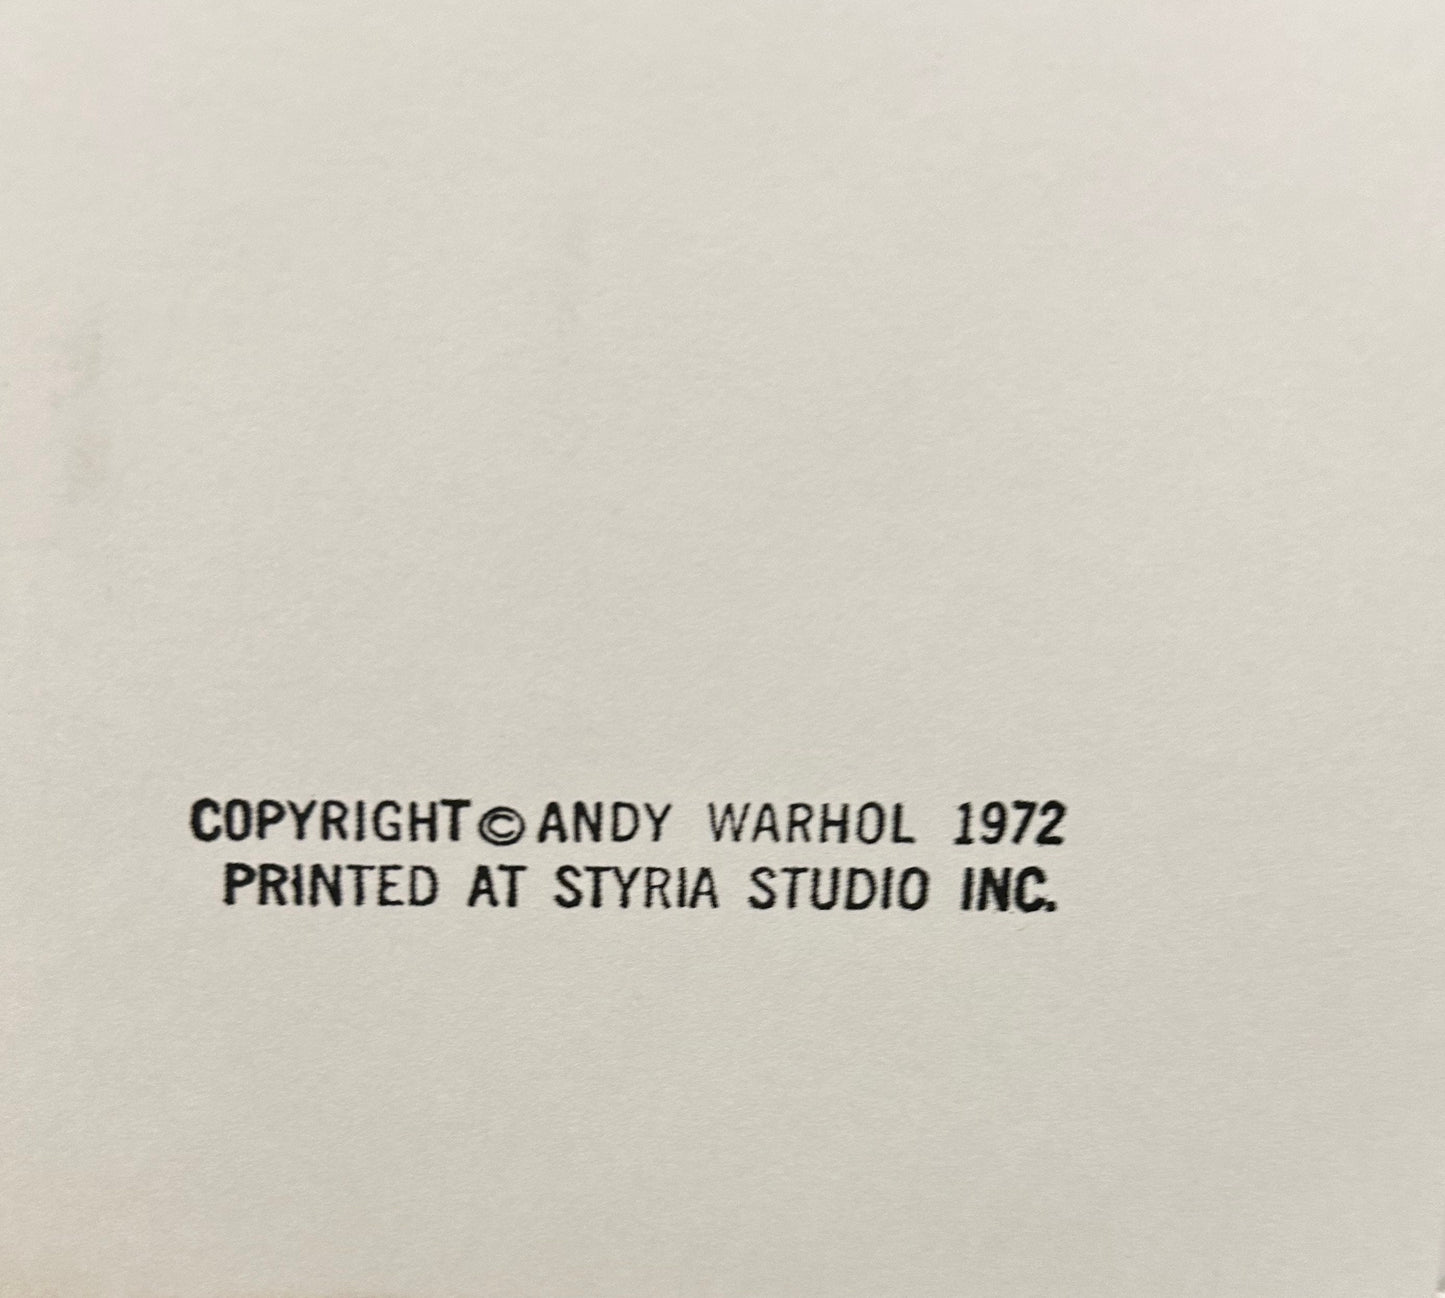 COPYRIGHT © ANDY WARHOL 1972
PRINTED AT STYRIA STUDIO INC.